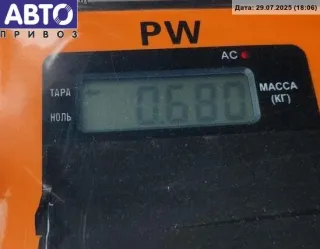 АВТО
ПРИВОЗ
Дата: 29.07.2025 (18:06)
PW
AC
ТАРА
0.680
МАССА
(КГ)
НОЛЬ